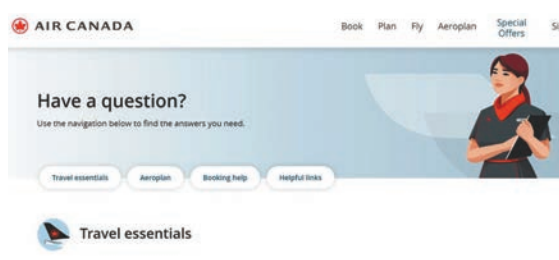 AIR CANADA
Book Plan Fly Aeroplan Special Offers
Have a question?
Use the navigation below to find the answers you need.
Travel essentials Aeroplan Booking help Helpful links
Travel essentials